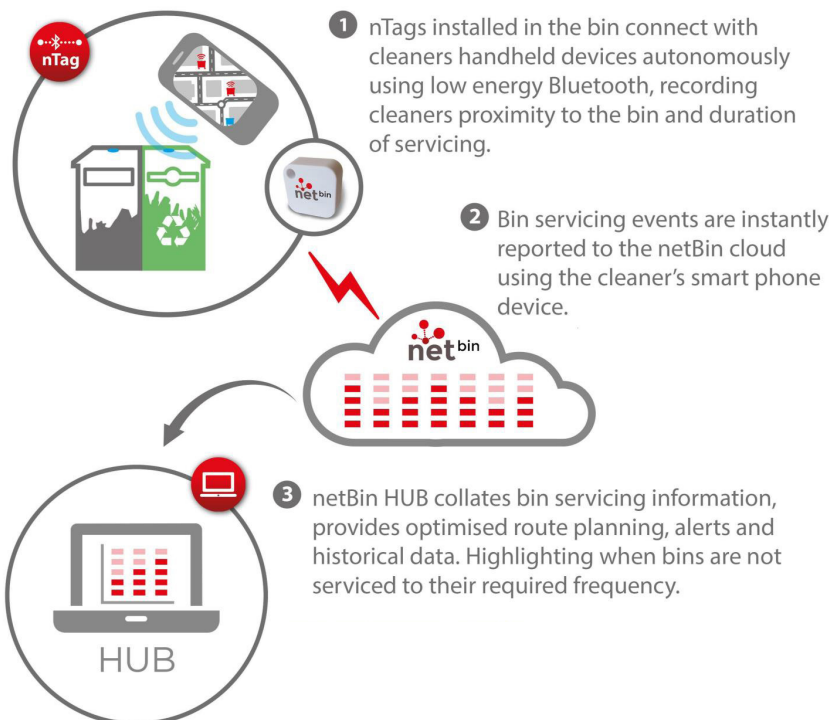 nTag
1 nTags installed in the bin connect with
cleaners handheld devices autonomously
using low energy Bluetooth, recording
cleaners proximity to the bin and duration
of servicing.
netbin
2 Bin servicing events are instantly
reported to the netBin cloud
using the cleaner's smart phone
device.
net bin
3 netBin HUB collates bin servicing information,
provides optimised route planning, alerts and
historical data. Highlighting when bins are not
serviced to their required frequency.
HUB